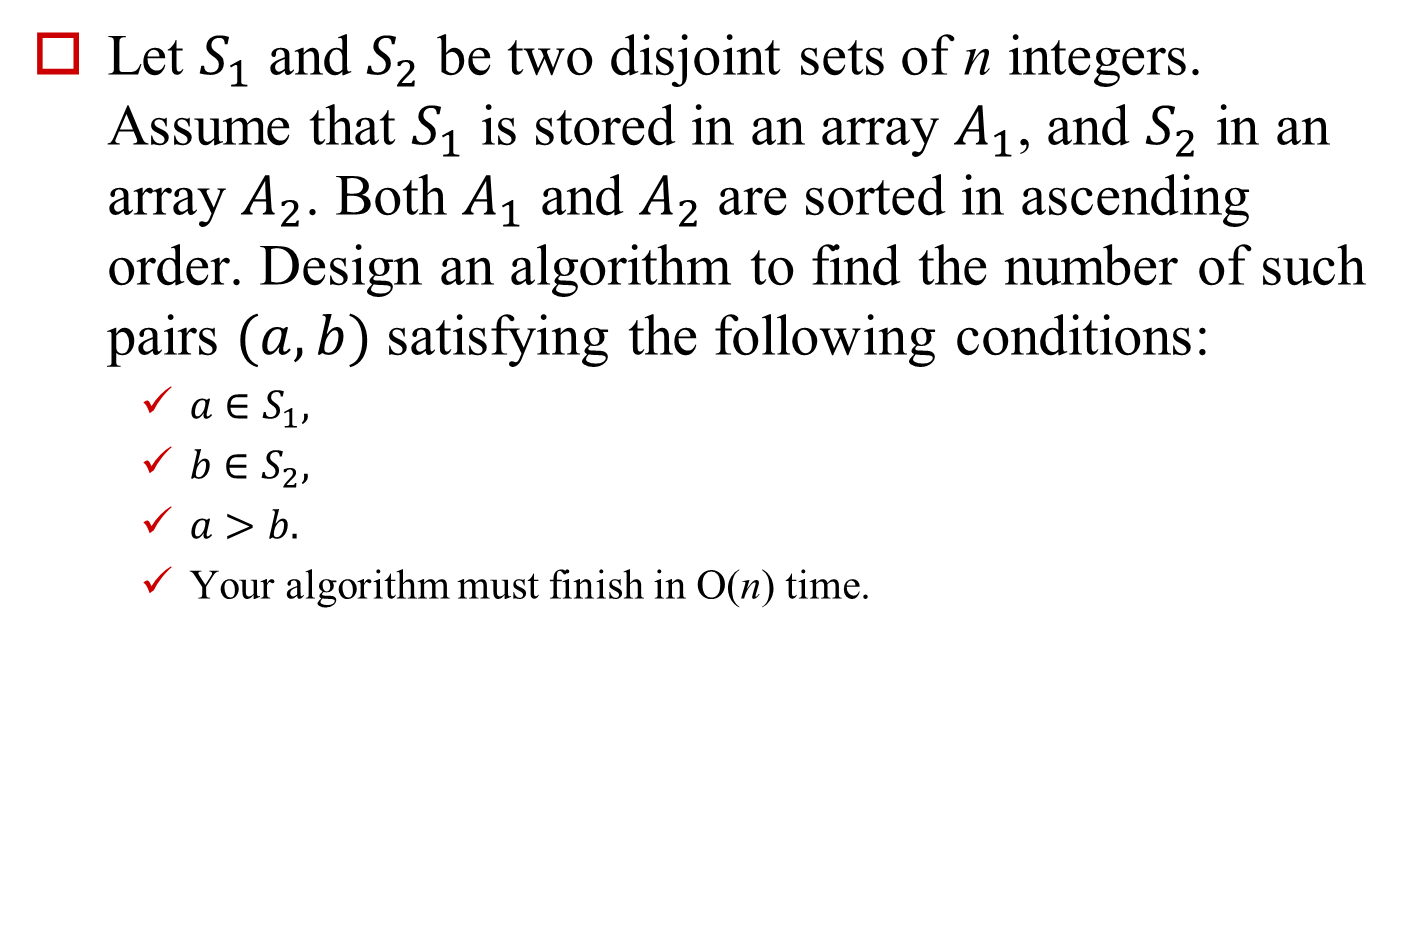 Let 𝑆₁ and 𝑆₂ be two disjoint sets of n integers.
Assume that 𝑆₁ is stored in an array 𝐴₁, and 𝑆₂ in an
array 𝐴₂. Both 𝐴₁ and 𝐴₂ are sorted in ascending
order. Design an algorithm to find the number of such
pairs (𝑎, 𝑏) satisfying the following conditions:
✓ 𝑎 ∈ 𝑆₁,
✓ 𝑏 ∈ 𝑆₂,
✓ 𝑎 > 𝑏.
✓ Your algorithm must finish in O(n) time.